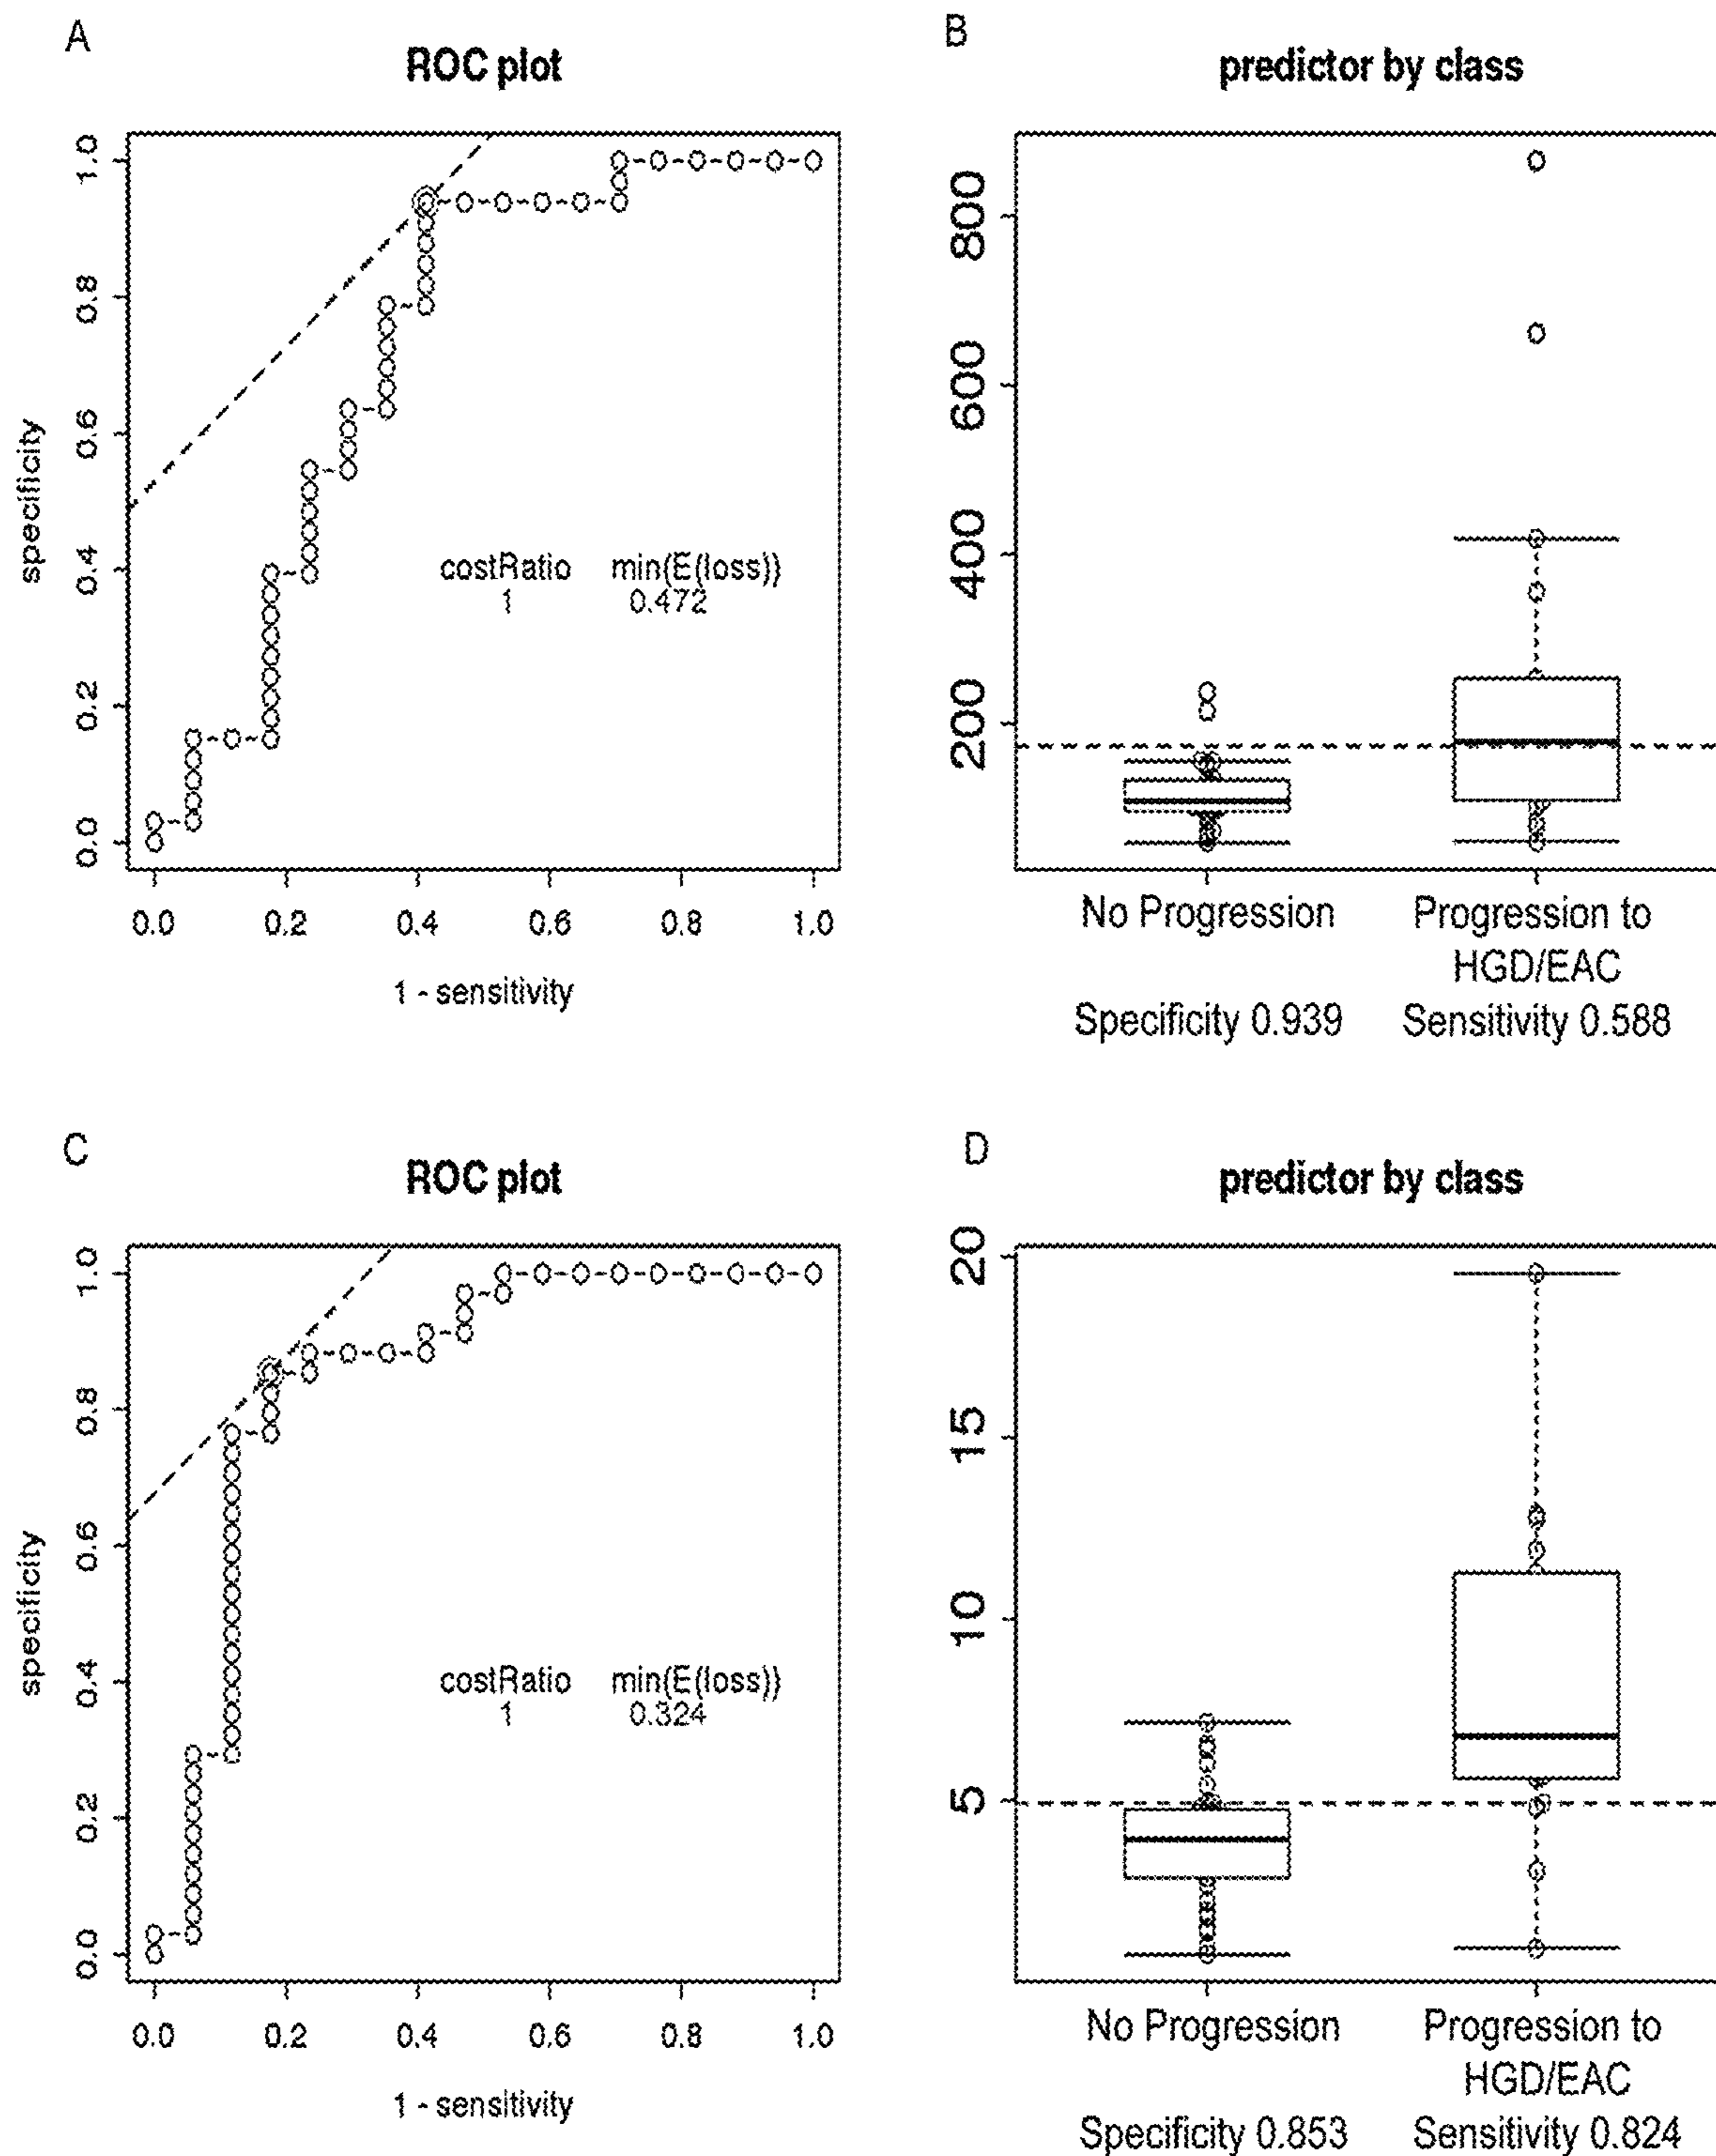 A
ROC plot
1.0
0.8
0.6
0.4
0.2
0.0
specificity
costRatio min(E(loss))
1 0.472
0.0 0.2 0.4 0.6 0.8 1.0
1 - sensitivity
B
predictor by class
800
600
400
200
No Progression
Specificity 0.939
Progression to
HGD/EAC
Sensitivity 0.588
C
ROC plot
1.0
0.8
0.6
0.4
0.2
0.0
specificity
costRatio min(E(loss))
1 0.324
0.0 0.2 0.4 0.6 0.8 1.0
1 - sensitivity
D
predictor by class
20
15
10
5
No Progression
Specificity 0.853
Progression to
HGD/EAC
Sensitivity 0.824